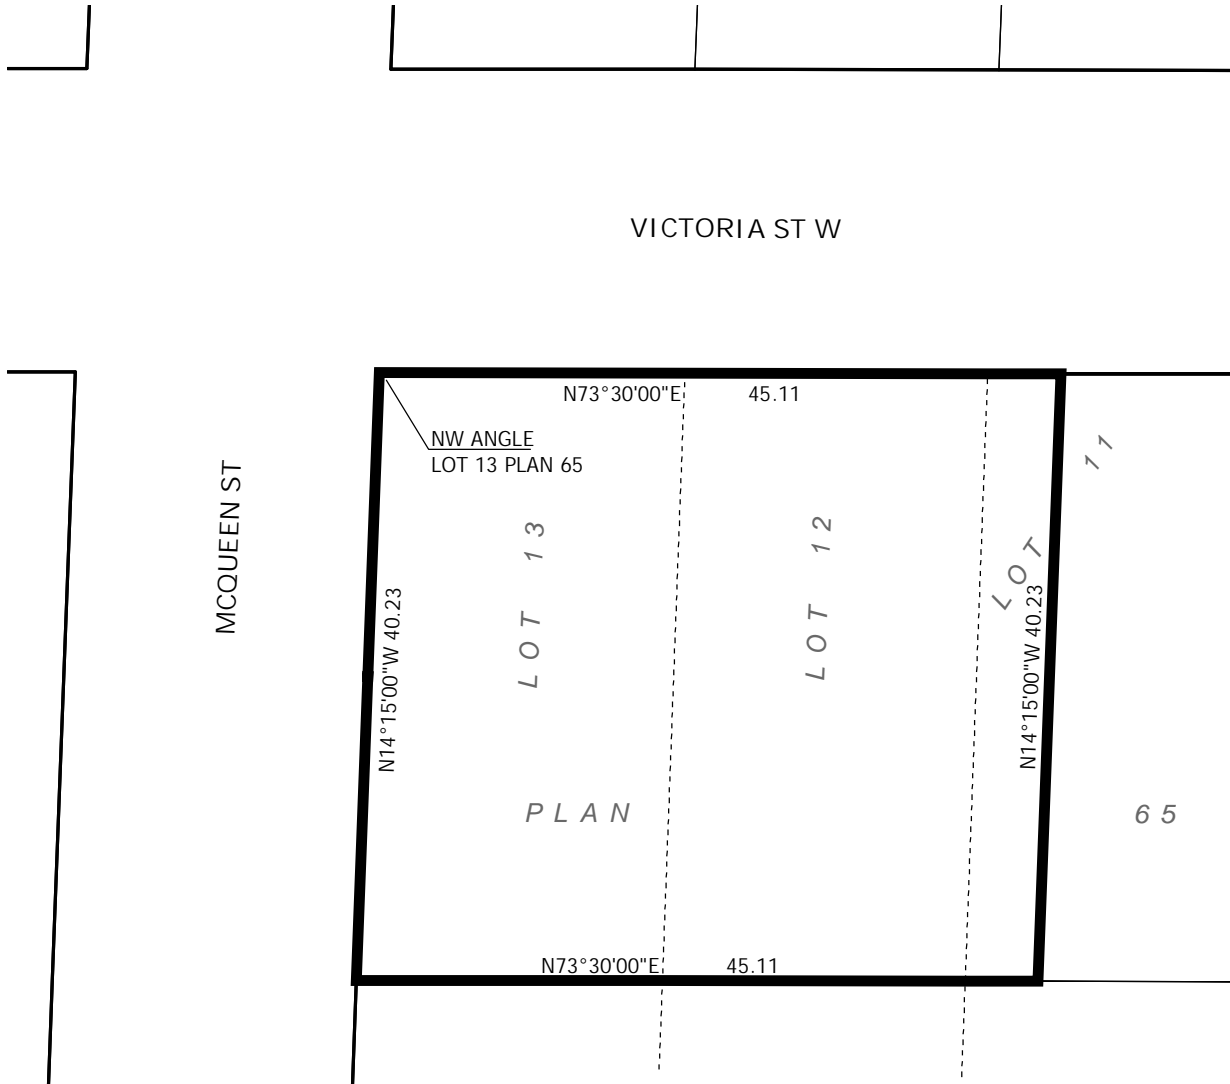 VICTORIA ST W
N73°30'00"E 45.11
NW ANGLE
LOT 13 PLAN 65
MCQUEEN ST
N14°15'00"W 40.23
LOT 13
LOT 12
LOT 11
N14°15'00"W 40.23
PLAN 65
N73°30'00"E 45.11